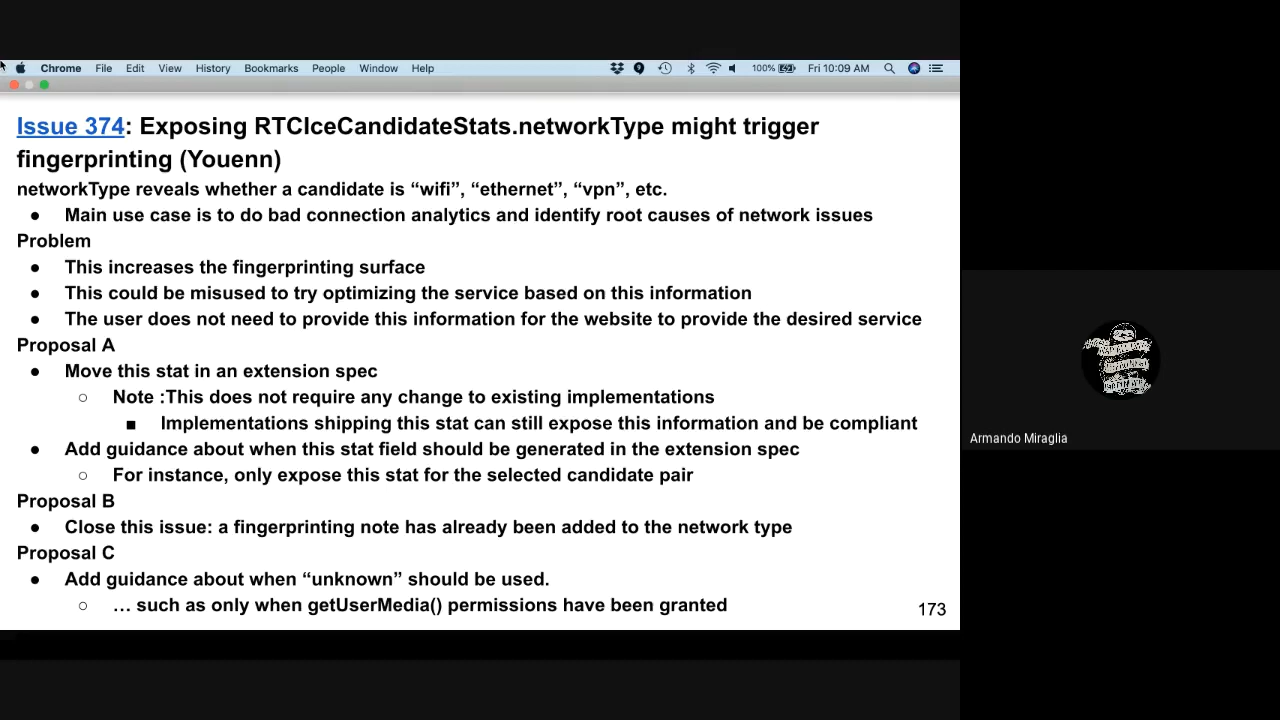 Chrome File Edit View History Bookmarks People Window Help 100% Fri 10:09 AM
Issue 374: Exposing RTCIceCandidateStats.networkType might trigger
fingerprinting (Youenn)
networkType reveals whether a candidate is “wifi”, “ethernet”, “vpn”, etc.
● Main use case is to do bad connection analytics and identify root causes of network issues
Problem
● This increases the fingerprinting surface
● This could be misused to try optimizing the service based on this information
● The user does not need to provide this information for the website to provide the desired service
Proposal A
● Move this stat in an extension spec
○ Note :This does not require any change to existing implementations
■ Implementations shipping this stat can still expose this information and be compliant
● Add guidance about when this stat field should be generated in the extension spec
○ For instance, only expose this stat for the selected candidate pair
Proposal B
● Close this issue: a fingerprinting note has already been added to the network type
Proposal C
● Add guidance about when “unknown” should be used.
○ … such as only when getUserMedia() permissions have been granted
173
Armando Miraglia